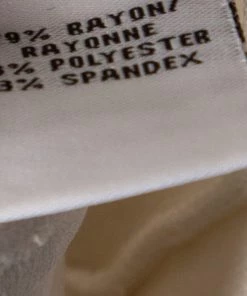 9% RAYON/
RAYONNE
% POLYESTER
3% SPANDEX